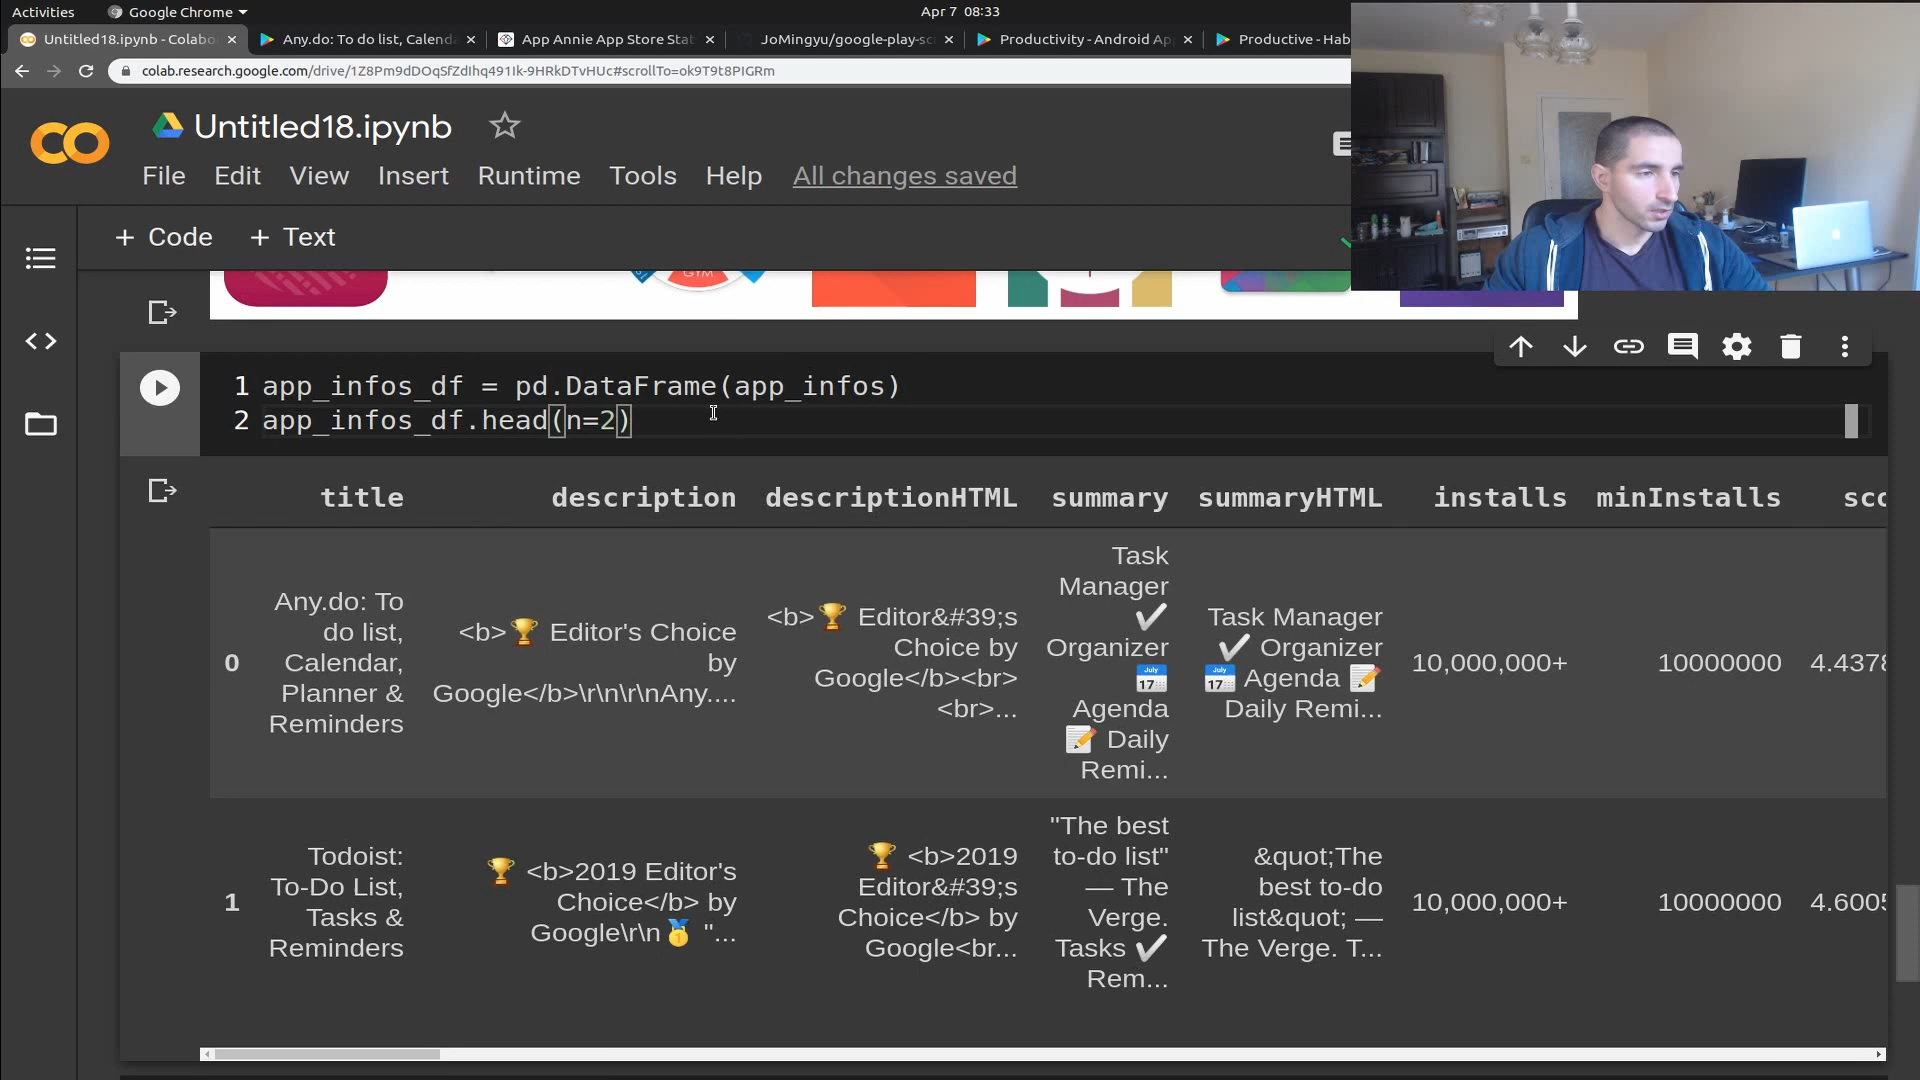 Activities
Google Chrome
Apr 7 08:33
Untitled18.ipynb - Colabo
Any.do: To do list, Calend
App Annie App Store Sta
JoMingyu/google-play-sc
Productivity - Android Ap
Productive - Hab
colab.research.google.com/drive/1Z8Pm9dDOqSfZdIhq491Ik-9HRkDTvHUc#scrollTo=ok9T9t8PIGRm
Untitled18.ipynb
File Edit View Insert Runtime Tools Help All changes saved
+ Code + Text
GYM
1 app_infos_df = pd.DataFrame(app_infos)
2 app_infos_df.head(n=2)
title description descriptionHTML summary summaryHTML installs minInstalls sco
0
Any.do: To
do list,
Calendar,
Planner &
Reminders
<b>🏆 Editor's Choice
by
Google</b>\r\n\r\nAny....
<b>🏆 Editor&#39;s
Choice by
Google</b><br>
<br>...
Task
Manager
✔
Organizer
📅
Agenda
📝 Daily
Remi...
Task Manager
✔ Organizer
📅 Agenda 📝
Daily Remi...
10,000,000+
10000000
4.4378
1
Todoist:
To-Do List,
Tasks &
Reminders
🏆 <b>2019 Editor's
Choice</b> by
Google\r\n🥇 "...
🏆 <b>2019
Editor&#39;s
Choice</b> by
Google<br...
"The best
to-do list"
— The
Verge.
Tasks ✔
Rem...
&quot;The
best to-do
list&quot; —
The Verge. T...
10,000,000+
10000000
4.6005